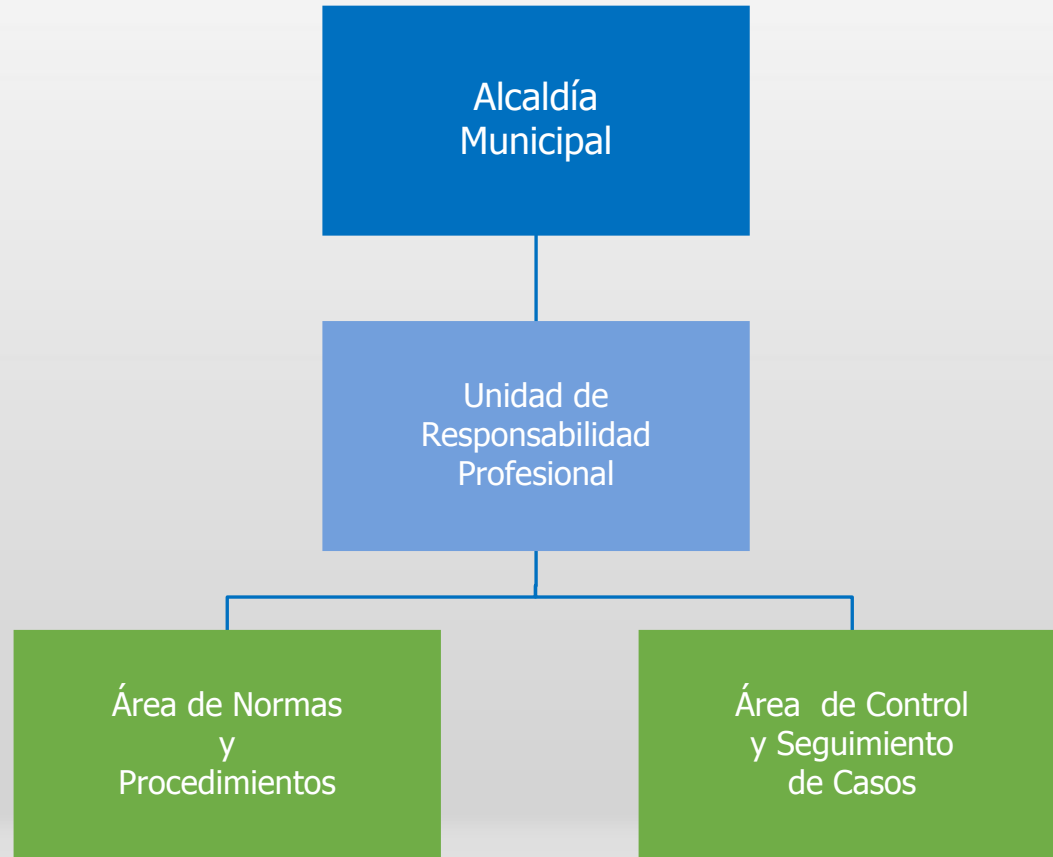 Alcaldía
Municipal
Unidad de
Responsabilidad
Profesional
Área de Normas
y
Procedimientos
Área  de Control
y Seguimiento
de Casos